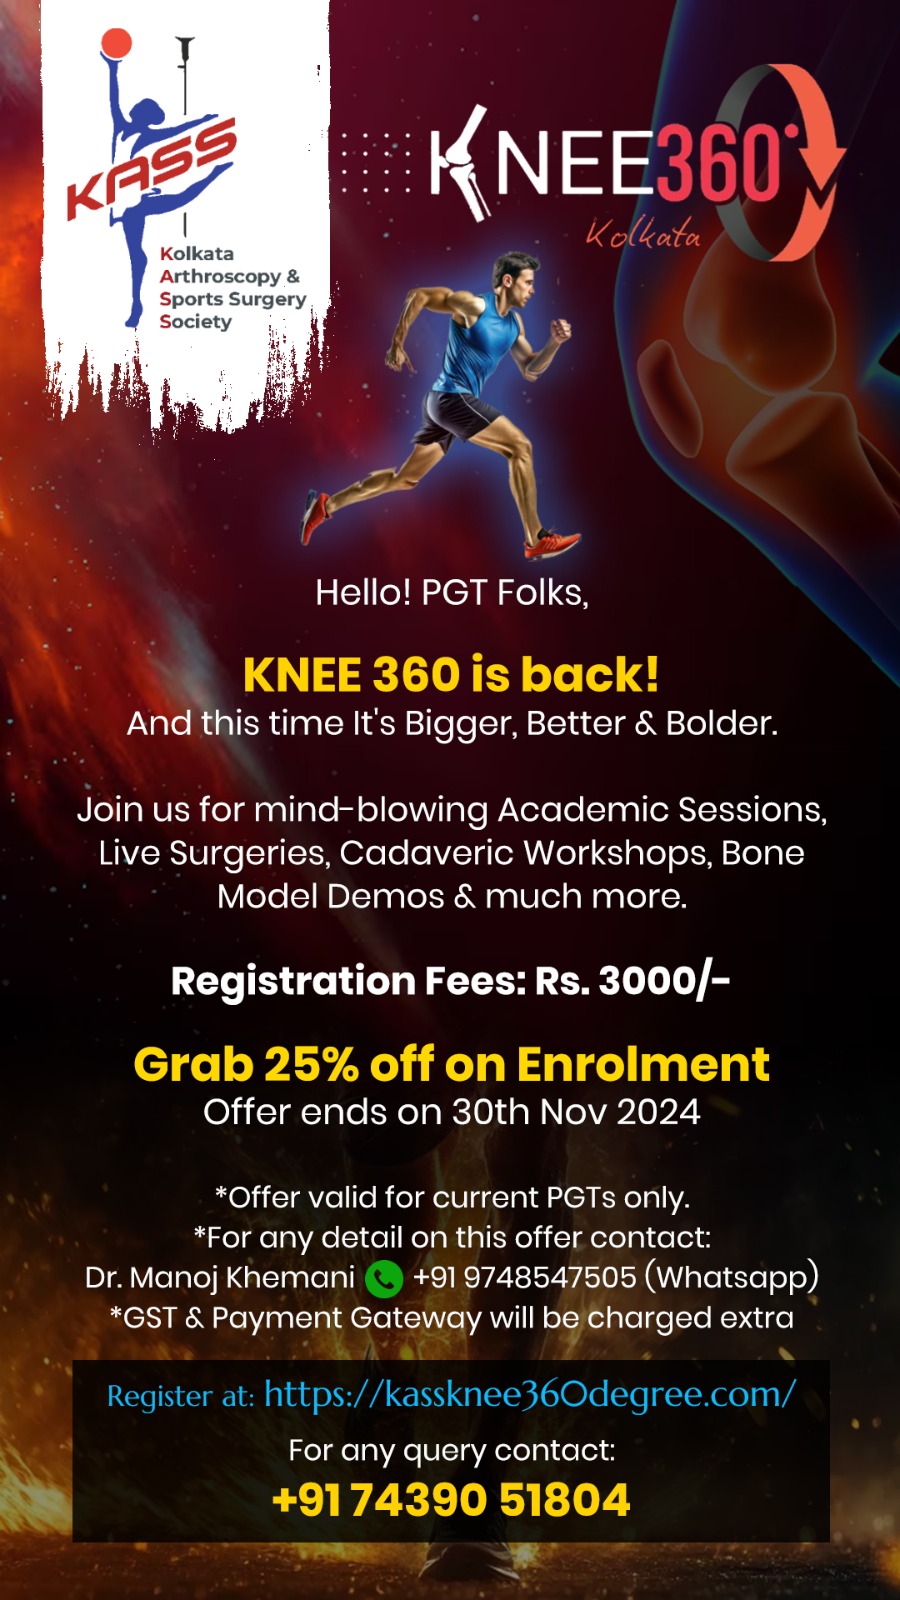 KASS
Kolkata
Arthroscopy &
Sports Surgery
Society
KNEE360°
Kolkata
Hello! PGT Folks,
KNEE 360 is back!
And this time It's Bigger, Better & Bolder.
Join us for mind-blowing Academic Sessions,
Live Surgeries, Cadaveric Workshops, Bone
Model Demos & much more.
Registration Fees: Rs. 3000/-
Grab 25% off on Enrolment
Offer ends on 30th Nov 2024
*Offer valid for current PGTs only.
*For any detail on this offer contact:
Dr. Manoj Khemani +91 9748547505 (Whatsapp)
*GST & Payment Gateway will be charged extra
Register at: https://kassknee360degree.com/
For any query contact:
+91 74390 51804